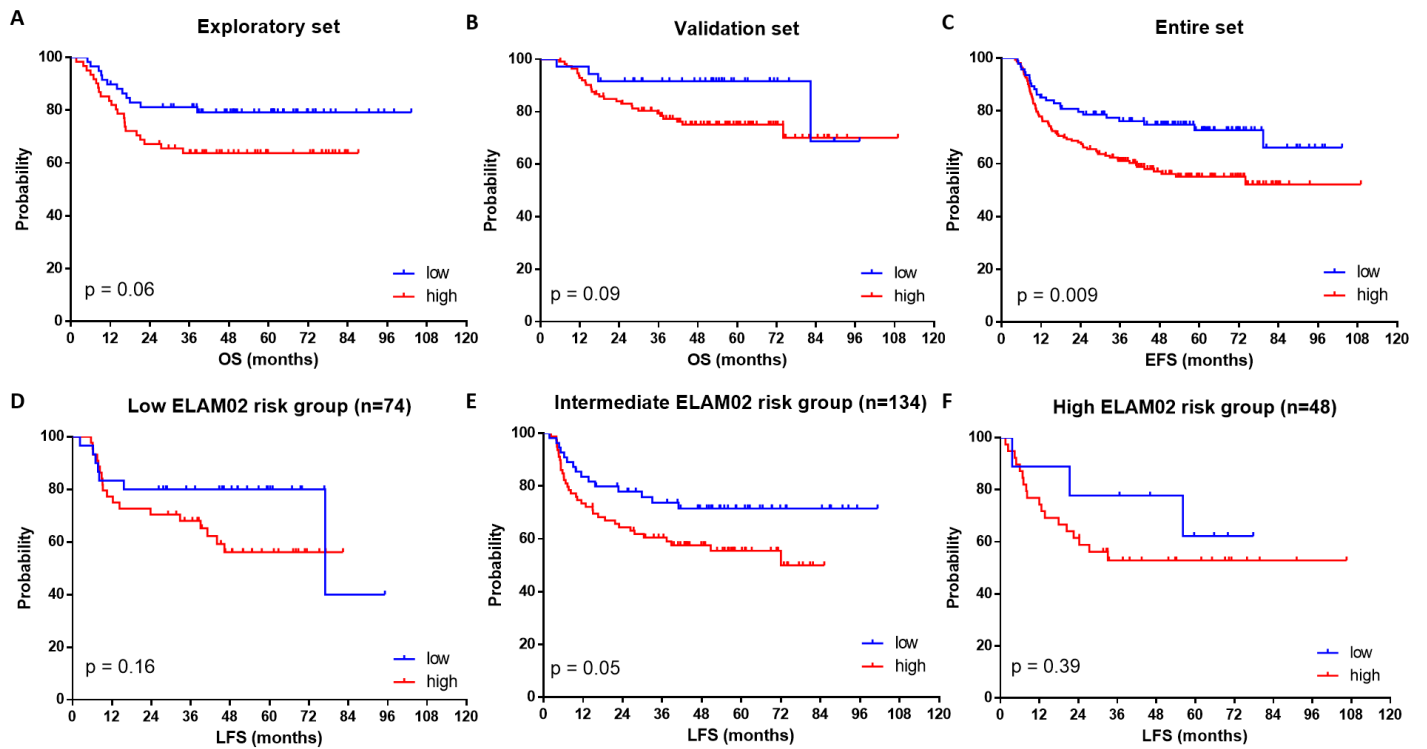 A
Exploratory set
Probability
100
80
60
40
20
0
low
high
p = 0.06
0 12 24 36 48 60 72 84 96 108 120
OS (months)
B
Validation set
Probability
100
80
60
40
20
0
low
high
p = 0.09
0 12 24 36 48 60 72 84 96 108 120
OS (months)
C
Entire set
Probability
100
80
60
40
20
0
low
high
p = 0.009
0 12 24 36 48 60 72 84 96 108 120
EFS (months)
D
Low ELAM02 risk group (n=74)
Probability
100
80
60
40
20
0
low
high
p = 0.16
0 12 24 36 48 60 72 84 96 108 120
LFS (months)
E
Intermediate ELAM02 risk group (n=134)
Probability
100
80
60
40
20
0
low
high
p = 0.05
0 12 24 36 48 60 72 84 96 108 120
LFS (months)
F
High ELAM02 risk group (n=48)
Probability
100
80
60
40
20
0
low
high
p = 0.39
0 12 24 36 48 60 72 84 96 108 120
LFS (months)